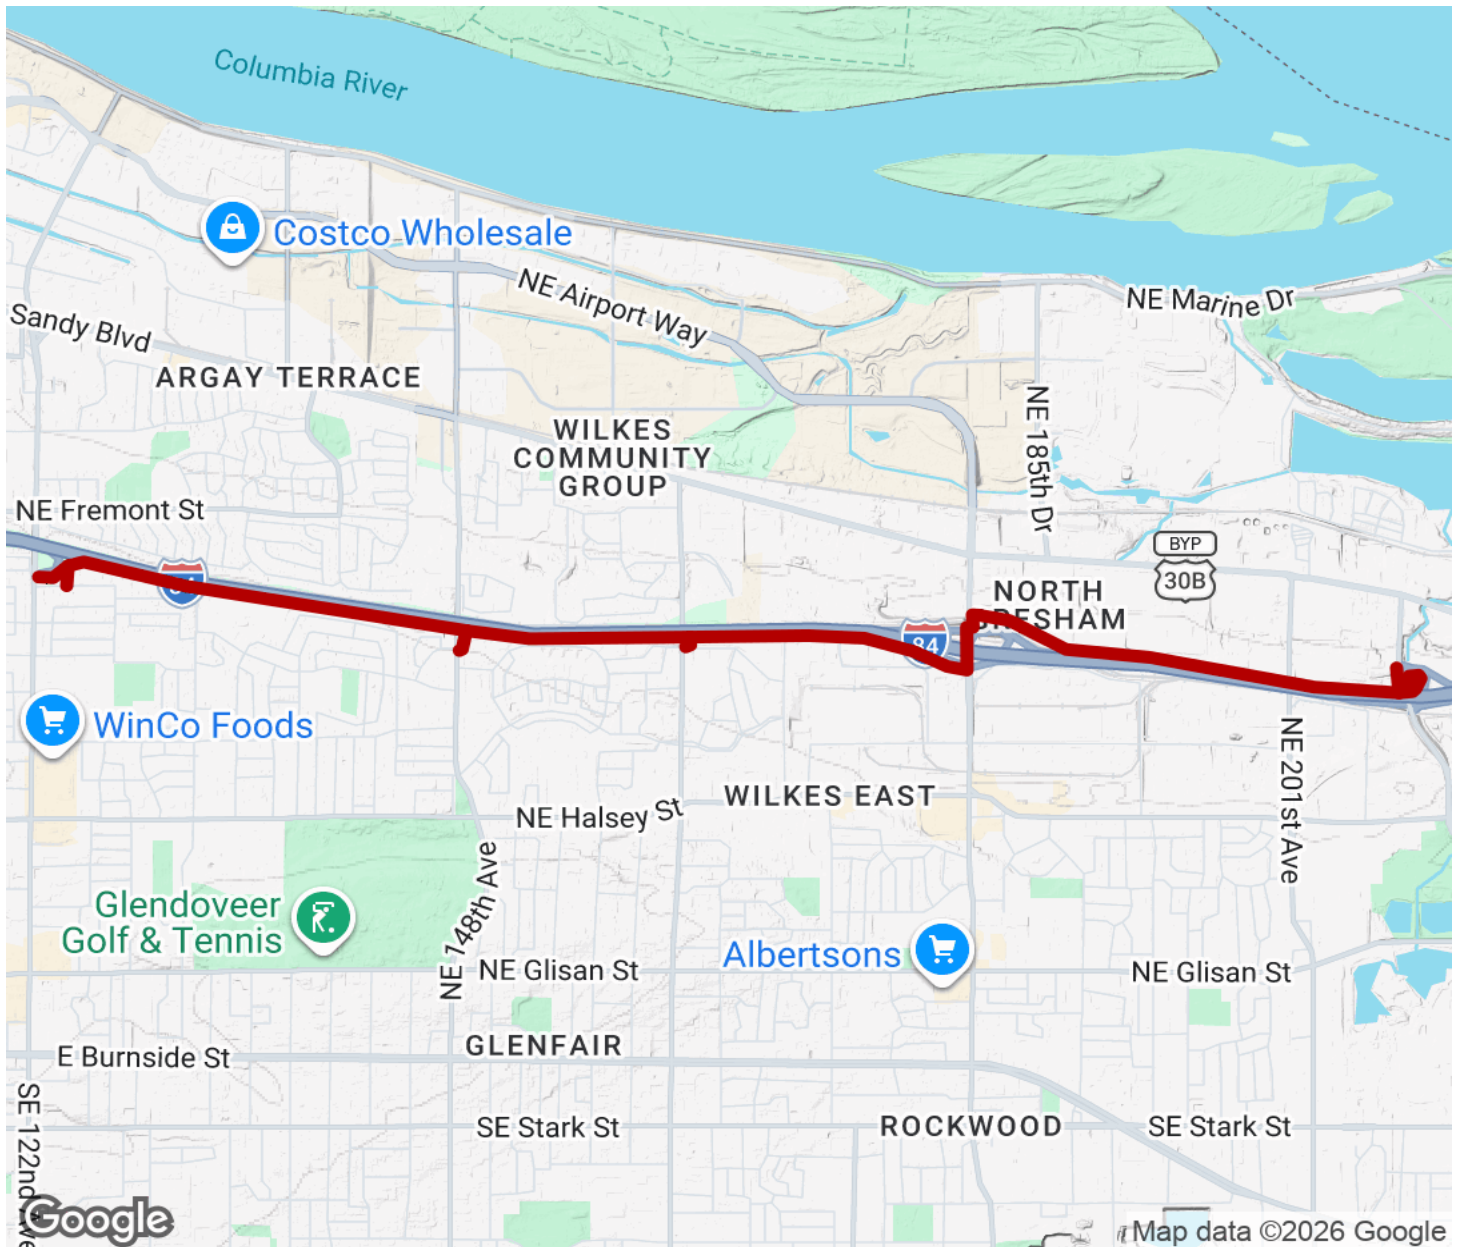 Columbia River
Costco Wholesale
NE Airport Way
NE Marine Dr
Sandy Blvd
ARGAY TERRACE
NE 185th Dr
WILKES
COMMUNITY
GROUP
NE Fremont St
BYP
30B
84
NORTH
GRESHAM
84
WinCo Foods
NE 201st Ave
WILKES EAST
NE Halsey St
NE 148th Ave
Glendoveer
Golf & Tennis
Albertsons
NE Glisan St
NE Glisan St
GLENFAIR
E Burnside St
SE 122nd Ave
SE Stark St
ROCKWOOD
SE Stark St
Google
Map data ©2026 Google